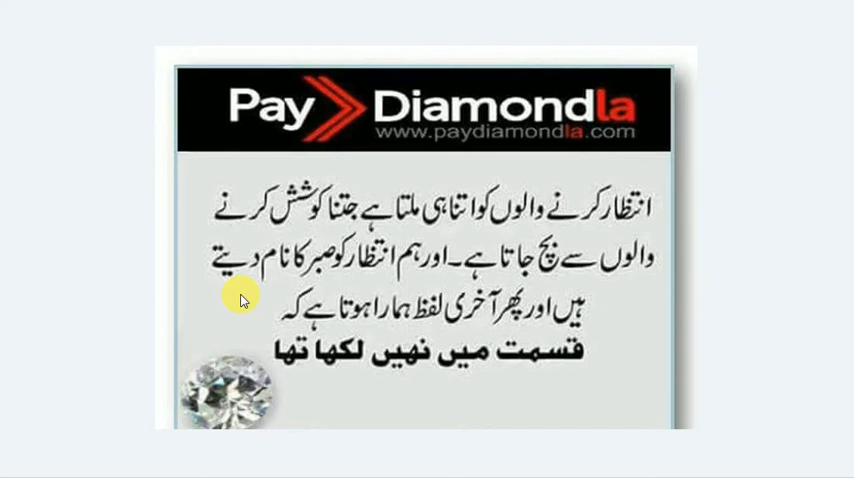 Pay Diamondla
www.paydiamondla.com
انتظار کرنے والوں کو اتنا ہی ملتا ہے جتنا کوشش کرنے
والوں سے بچ جاتا ہے۔ اور ہم انتظار کو صبر کا نام دیتے
ہیں اور پھر آخری لفظ ہمارا ہوتا ہے کہ
قسمت میں نہیں لکھا تھا